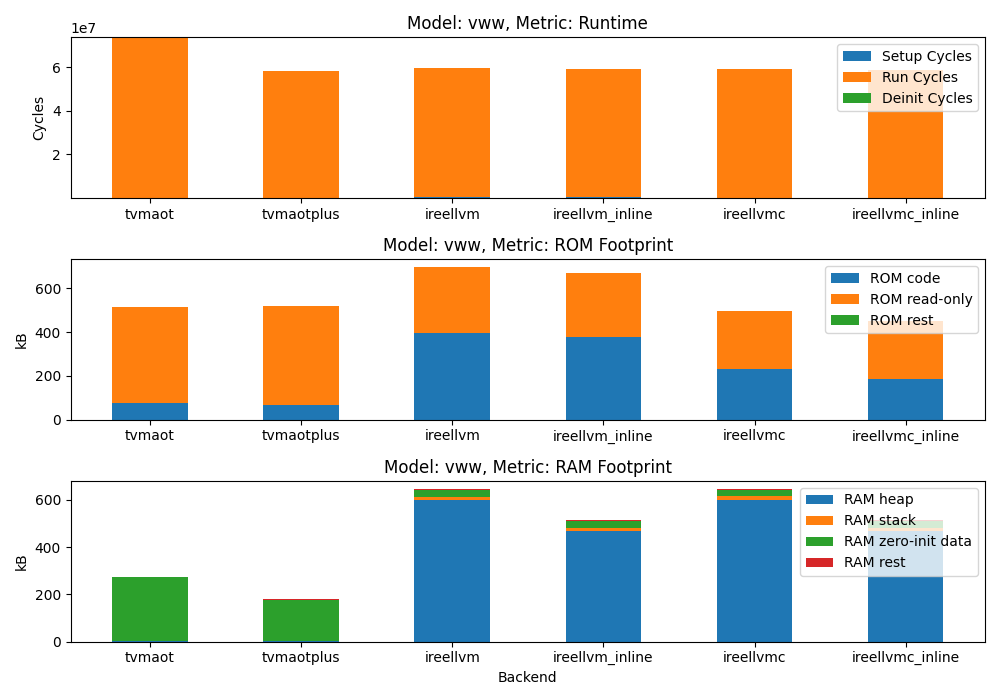 Model: vww, Metric: Runtime
1e7
Cycles
6
4
2
Setup Cycles
Run Cycles
Deinit Cycles
tvmaot tvmaotplus ireellvm ireellvm_inline ireellvmc ireellvmc_inline
Model: vww, Metric: ROM Footprint
kB
600
400
200
0
ROM code
ROM read-only
ROM rest
tvmaot tvmaotplus ireellvm ireellvm_inline ireellvmc ireellvmc_inline
Model: vww, Metric: RAM Footprint
kB
600
400
200
0
RAM heap
RAM stack
RAM zero-init data
RAM rest
tvmaot tvmaotplus ireellvm ireellvm_inline ireellvmc ireellvmc_inline
Backend